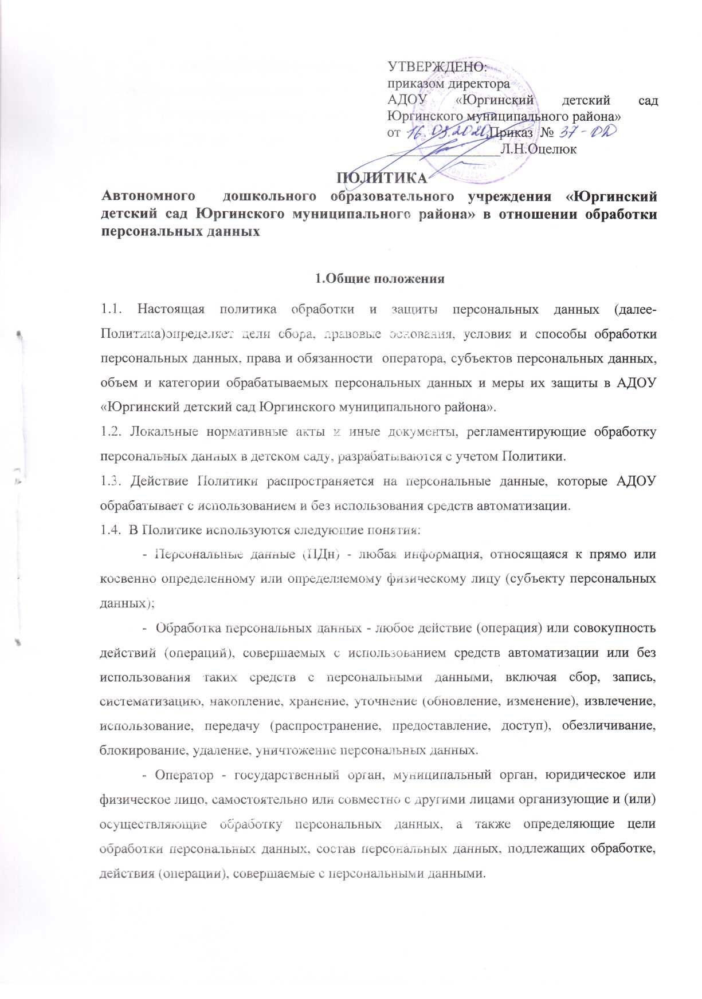 УТВЕРЖДЕНО:
приказом директора
АДОУ «Юргинский детский сад
Юргинского муниципального района»
от 16.03.2020 Приказ № 37-ОД
________________Л.Н.Оцелюк
ПОЛИТИКА
Автономного дошкольного образовательного учреждения «Юргинский
детский сад Юргинского муниципального района» в отношении обработки
персональных данных
1.Общие положения
1.1. Настоящая политика обработки и защиты персональных данных (далее-
Политика)определяет цели сбора, правовые основания, условия и способы обработки
персональных данных, права и обязанности оператора, субъектов персональных данных,
объем и категории обрабатываемых персональных данных и меры их защиты в АДОУ
«Юргинский детский сад Юргинского муниципального района».
1.2. Локальные нормативные акты и иные документы, регламентирующие обработку
персональных данных в детском саду, разрабатываются с учетом Политики.
1.3. Действие Политики распространяется на персональные данные, которые АДОУ
обрабатывает с использованием и без использования средств автоматизации.
1.4. В Политике используются следующие понятия:
- Персональные данные (ПДн) - любая информация, относящаяся к прямо или
косвенно определенному или определяемому физическому лицу (субъекту персональных
данных);
- Обработка персональных данных - любое действие (операция) или совокупность
действий (операций), совершаемых с использованием средств автоматизации или без
использования таких средств с персональными данными, включая сбор, запись,
систематизацию, накопление, хранение, уточнение (обновление, изменение), извлечение,
использование, передачу (распространение, предоставление, доступ), обезличивание,
блокирование, удаление, уничтожение персональных данных.
- Оператор - государственный орган, муниципальный орган, юридическое или
физическое лицо, самостоятельно или совместно с другими лицами организующие и (или)
осуществляющие обработку персональных данных, а также определяющие цели
обработки персональных данных, состав персональных данных, подлежащих обработке,
действия (операции), совершаемые с персональными данными.